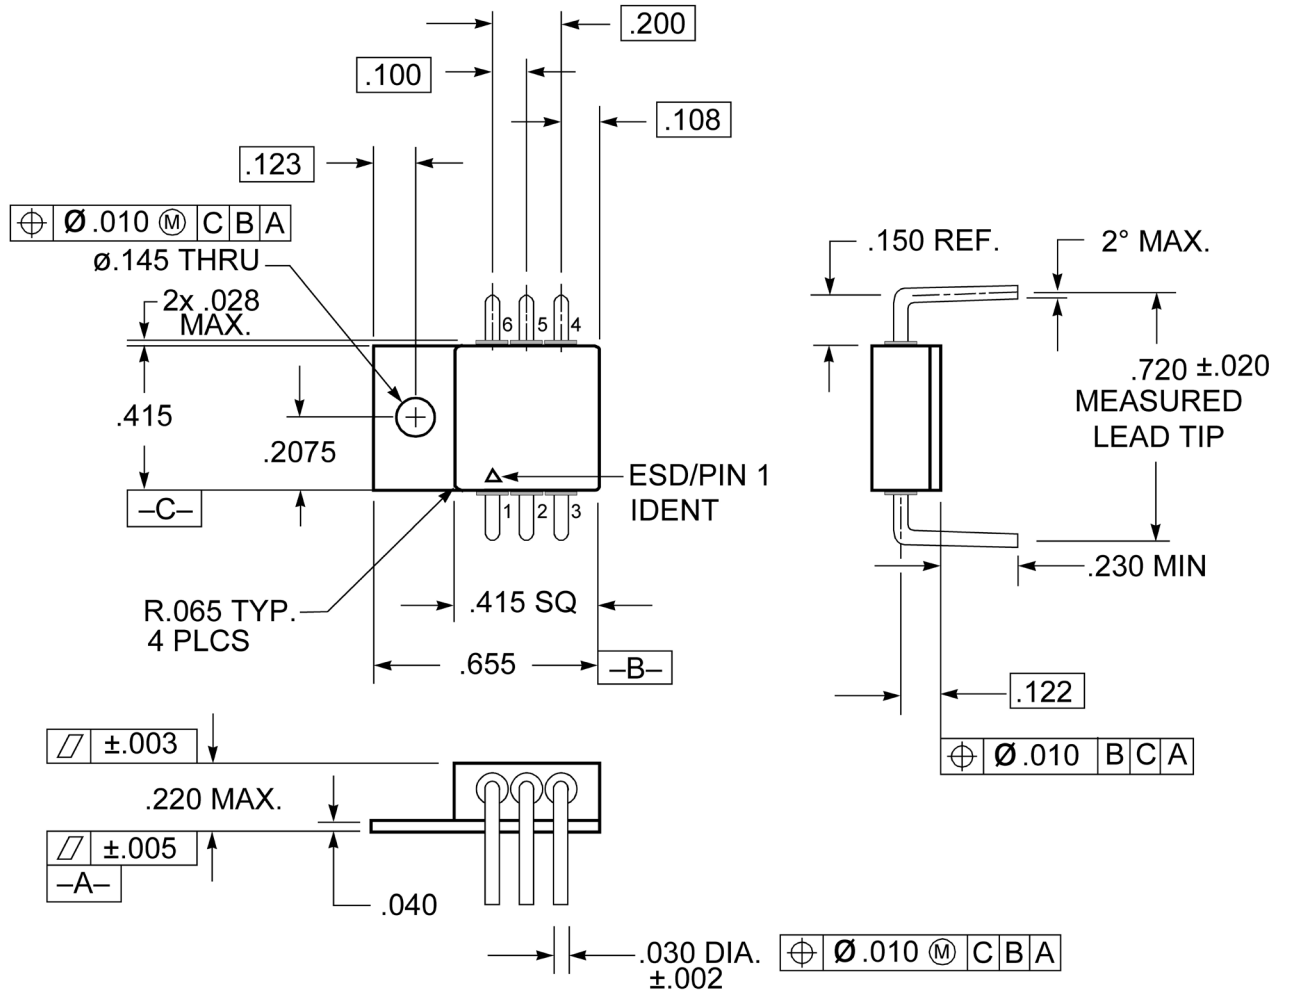 .200
.100
.108
.123
⌖ Ø.010 Ⓜ C B A
ø.145 THRU
2x .028
MAX.
6 5 4
.415
.2075
–C–
ESD/PIN 1
IDENT
1 2 3
R.065 TYP.
4 PLCS
.415 SQ
.655
–B–
.150 REF.
2° MAX.
.720 ±.020
MEASURED
LEAD TIP
.230 MIN
.122
⌖ Ø.010 B C A
⏥ ±.003
.220 MAX.
⏥ ±.005
–A–
.040
.030 DIA.
±.002
⌖ Ø.010 Ⓜ C B A